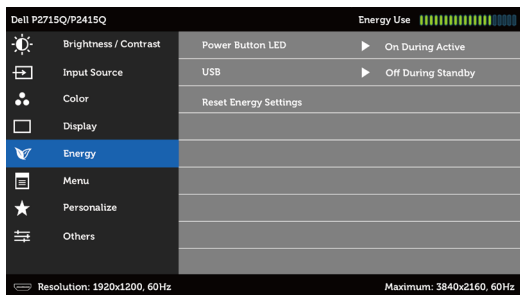 Dell P2715Q/P2415Q Energy Use
Brightness / Contrast Power Button LED On During Active
Input Source USB Off During Standby
Color Reset Energy Settings
Display
Energy
Menu
Personalize
Others
Resolution: 1920x1200, 60Hz Maximum: 3840x2160, 60Hz